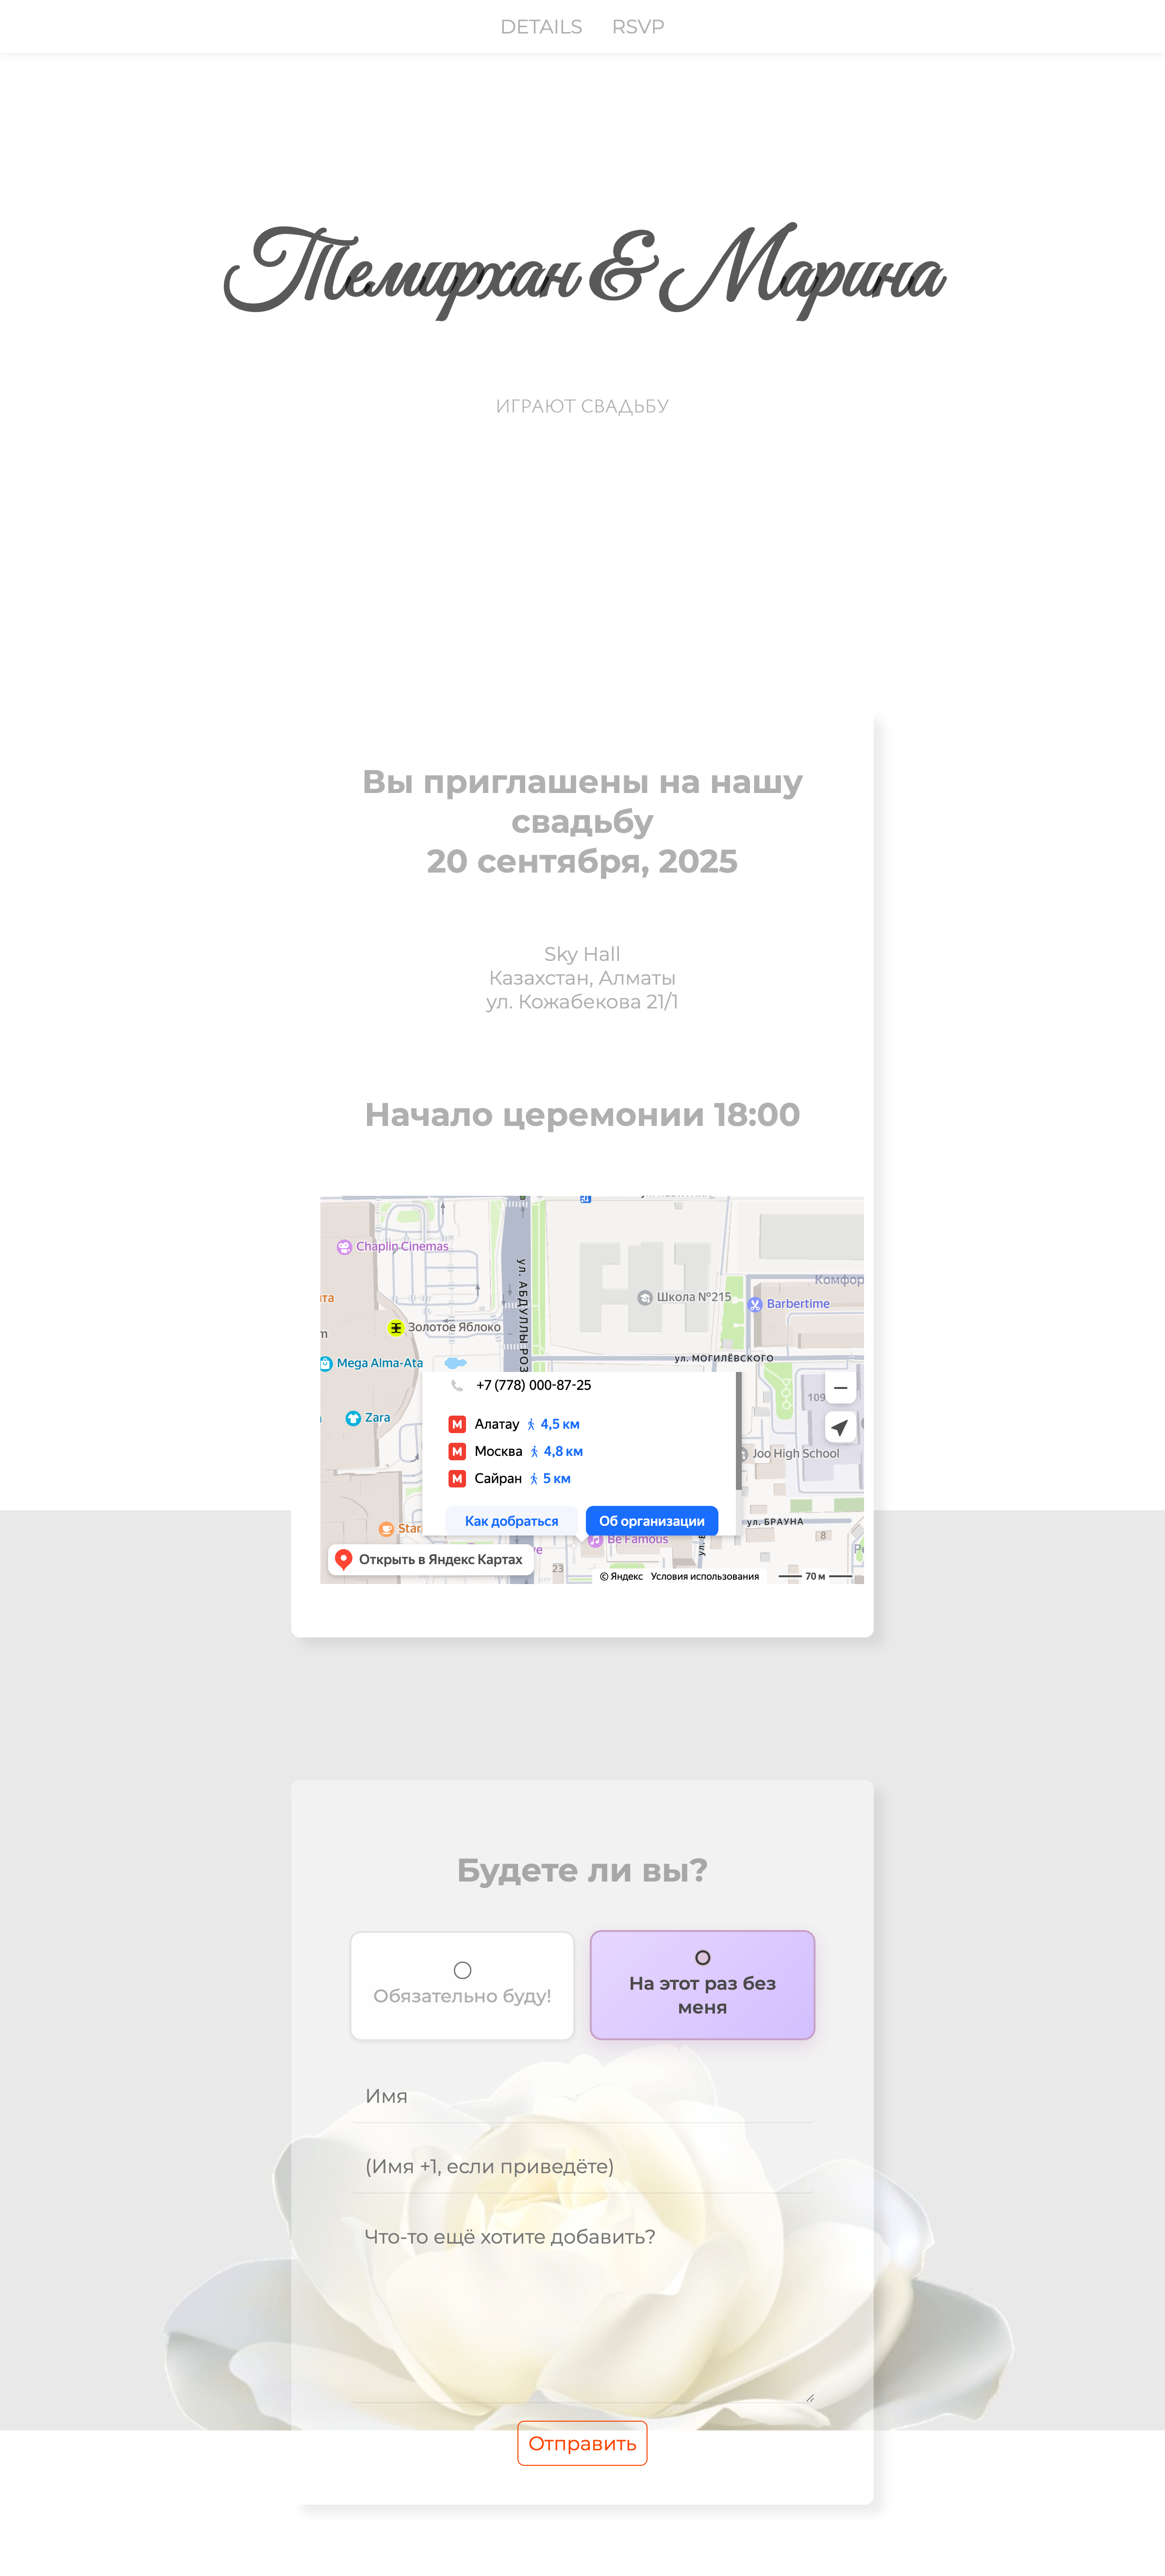 DETAILS RSVP
Темирхан & Марина
ИГРАЮТ СВАДЬБУ
Вы приглашены на нашу
свадьбу
20 сентября, 2025
Sky Hall
Казахстан, Алматы
ул. Кожабекова 21/1
Начало церемонии 18:00
Chaplin Cinemas
ул. АБДУЛЛЫ РОЗ
Школа №215
Комфор
Barbertime
Золотое Яблоко
ул. МОГИЛЁВСКОГО
Mega Alma-Ata
+7 (778) 000-87-25
109
Zara
Алатау 4,5 км
Москва 4,8 км
Joo High School
Сайран 5 км
Как добраться
Об организации
ул. БРАУНА
Star
Be Famous
8
Открыть в Яндекс Картах
23
© Яндекс Условия использования
70 м
Будете ли вы?
Обязательно буду!
На этот раз без
меня
Имя
(Имя +1, если приведёте)
Что-то ещё хотите добавить?
Отправить